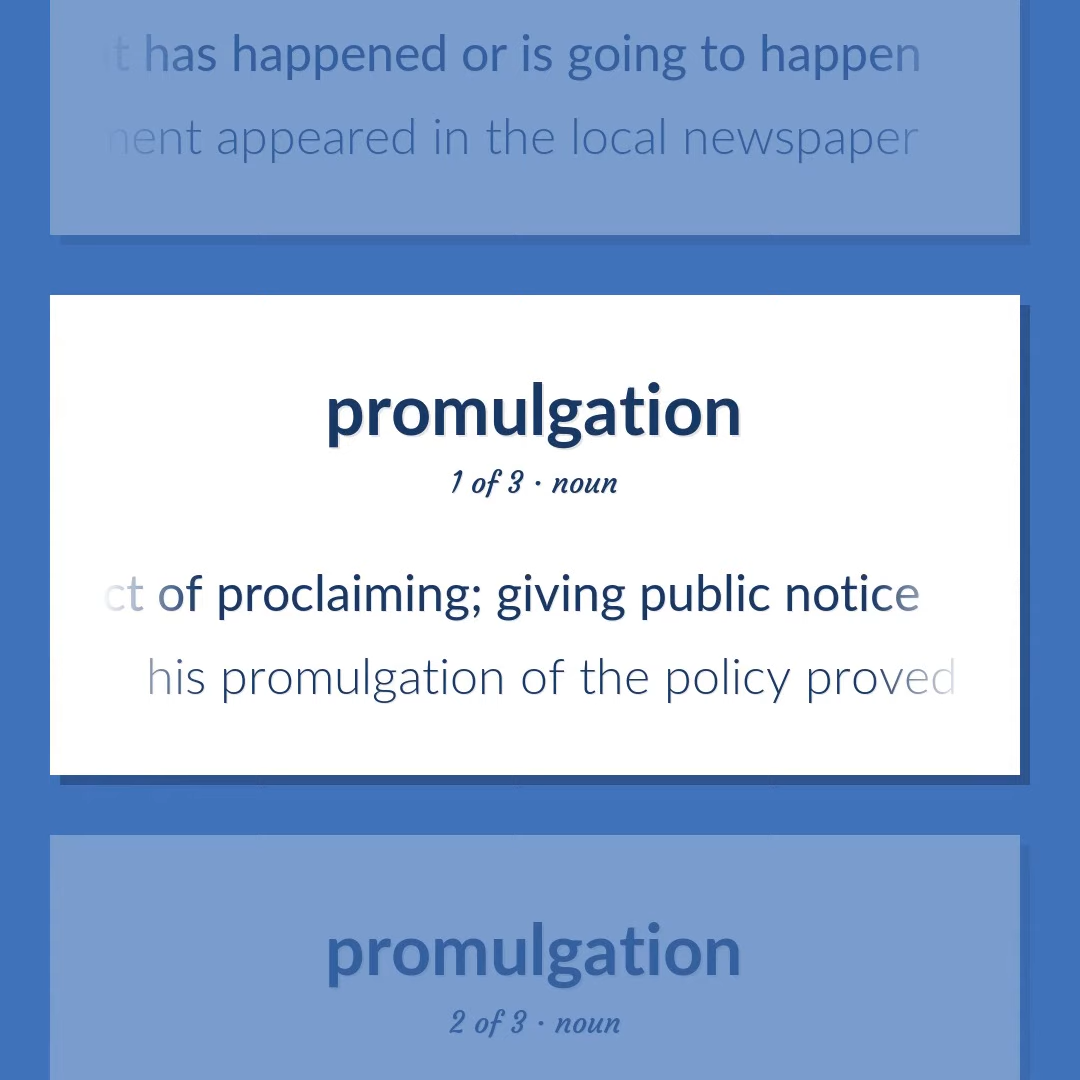 has happened or is going to happen
appeared in the local newspaper
promulgation
1 of 3 · noun
of proclaiming; giving public notice
his promulgation of the policy proved
promulgation
2 of 3 · noun